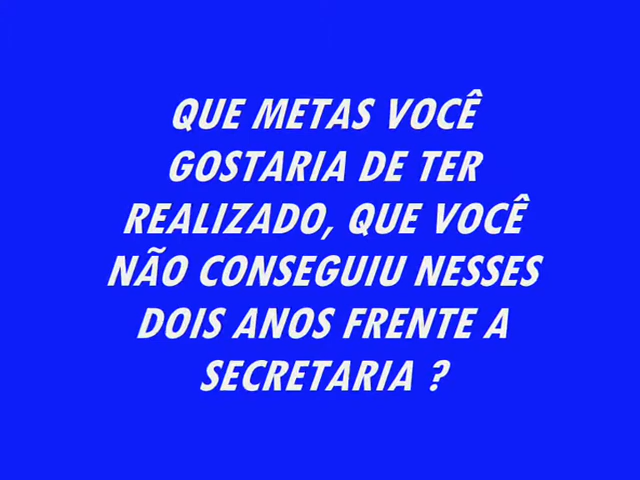 QUE METAS VOCÊ
GOSTARIA DE TER
REALIZADO, QUE VOCÊ
NÃO CONSEGUIU NESSES
DOIS ANOS FRENTE A
SECRETARIA ?